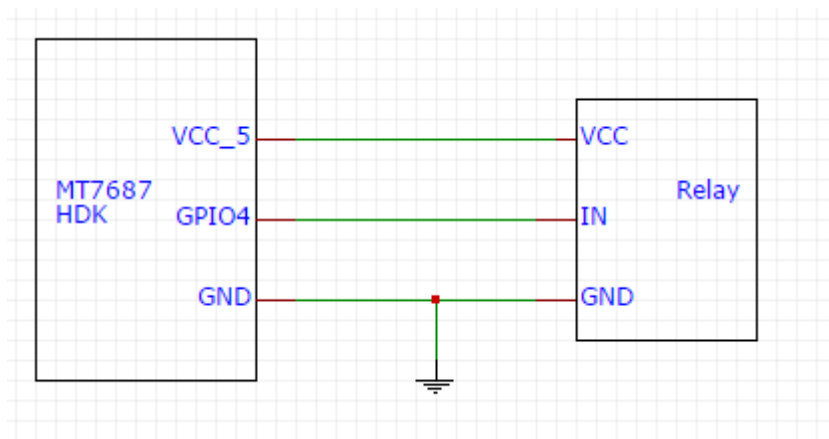 VCC_5
VCC
MT7687
HDK
Relay
GPIO4
IN
GND
GND